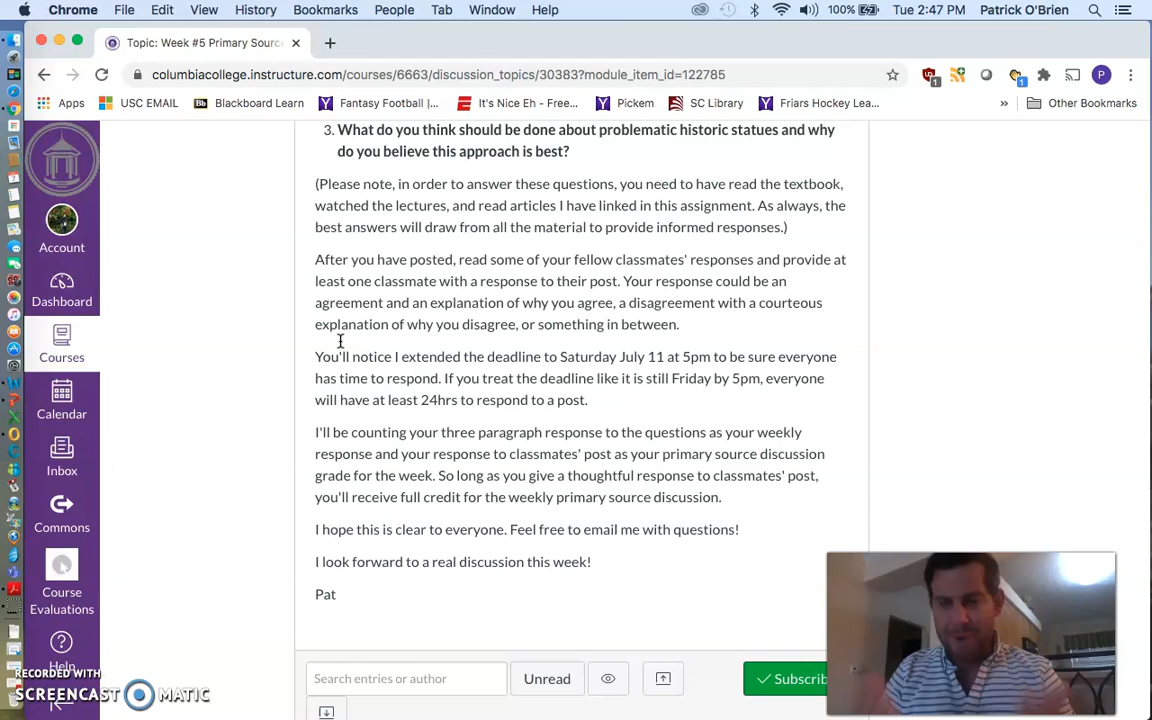 Chrome File Edit View History Bookmarks People Tab Window Help 100% Tue 2:47 PM Patrick O'Brien
Topic: Week #5 Primary Sourc
columbiacollege.instructure.com/courses/6663/discussion_topics/30383?module_item_id=122785
Apps USC EMAIL Bb Blackboard Learn Fantasy Football |... It's Nice Eh - Free... Pickem SC Library Friars Hockey Lea... » Other Bookmarks
3. What do you think should be done about problematic historic statues and why
do you believe this approach is best?
(Please note, in order to answer these questions, you need to have read the textbook,
watched the lectures, and read articles I have linked in this assignment. As always, the
best answers will draw from all the material to provide informed responses.)
After you have posted, read some of your fellow classmates' responses and provide at
least one classmate with a response to their post. Your response could be an
agreement and an explanation of why you agree, a disagreement with a courteous
explanation of why you disagree, or something in between.
You'll notice I extended the deadline to Saturday July 11 at 5pm to be sure everyone
has time to respond. If you treat the deadline like it is still Friday by 5pm, everyone
will have at least 24hrs to respond to a post.
I'll be counting your three paragraph response to the questions as your weekly
response and your response to classmates' post as your primary source discussion
grade for the week. So long as you give a thoughtful response to classmates' post,
you'll receive full credit for the weekly primary source discussion.
I hope this is clear to everyone. Feel free to email me with questions!
I look forward to a real discussion this week!
Pat
Search entries or author Unread Subscrib
Account
Dashboard
Courses
Calendar
Inbox
Commons
Course
Evaluations
Help
RECORDED WITH
SCREENCAST MATIC